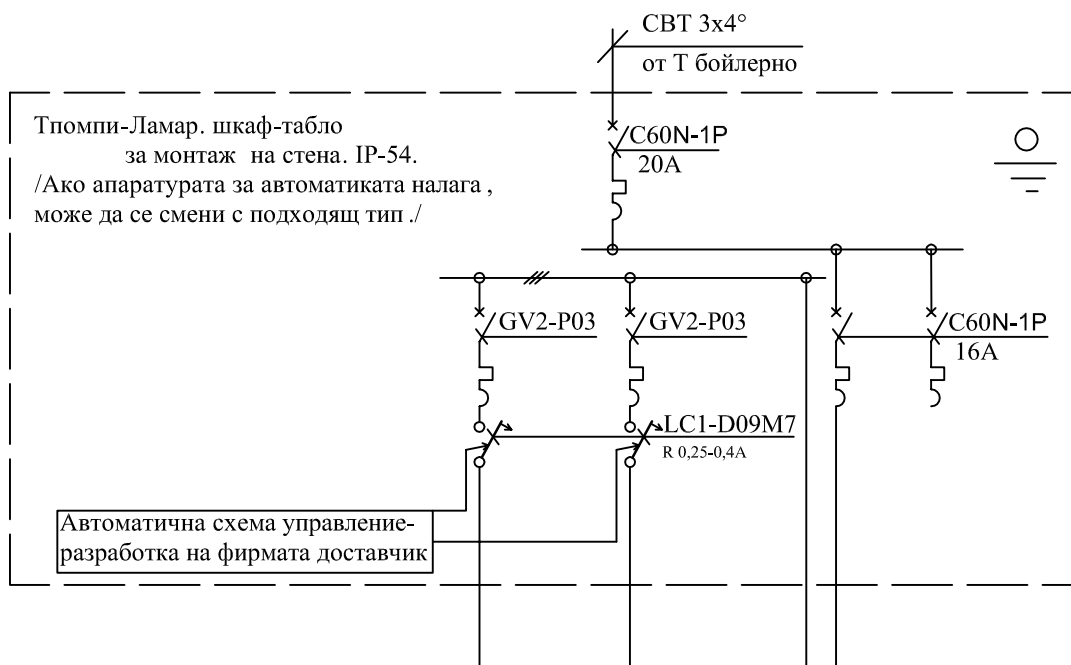 СВТ 3x4°
от Т бойлерно
Тпомпи-Ламар. шкаф-табло
за монтаж на стена. IP-54.
/Ако апаратурата за автоматиката налага ,
може да се смени с подходящ тип ./
C60N-1P
20A
GV2-P03
GV2-P03
C60N-1P
16A
LC1-D09M7
R 0,25-0,4A
Автоматична схема управление-
разработка на фирмата доставчик